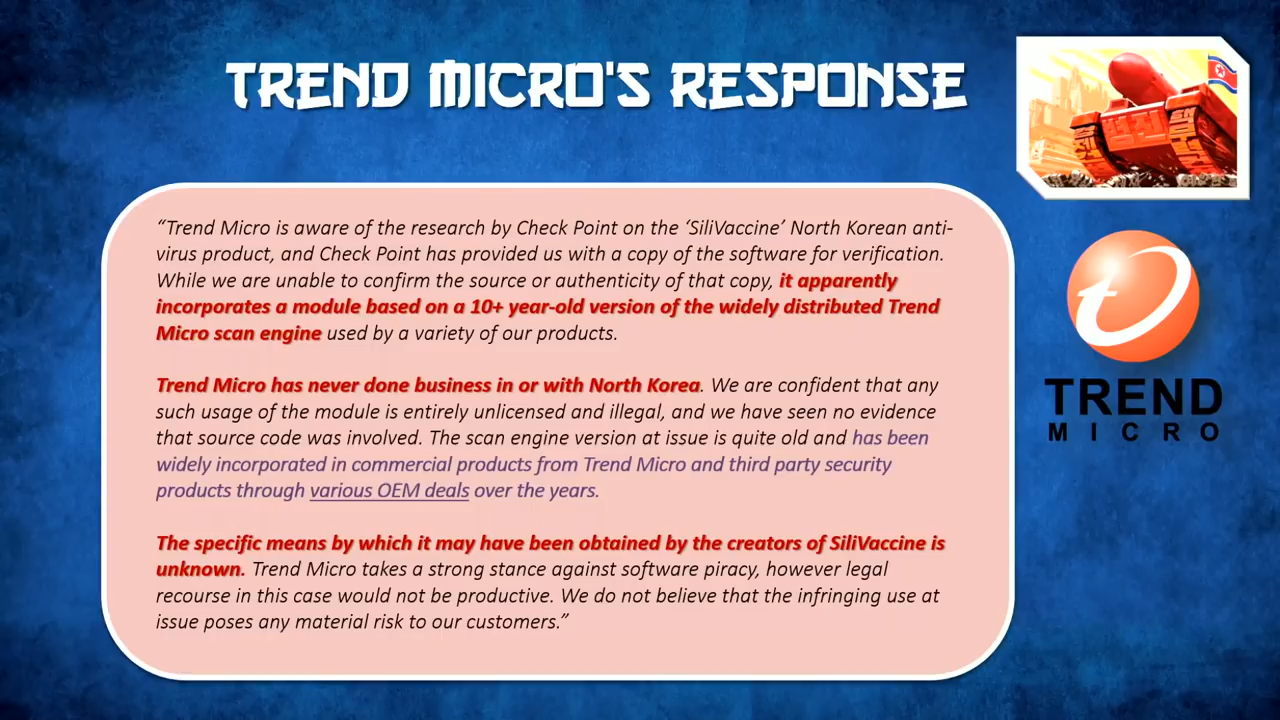 TREND MICRO'S RESPONSE
“Trend Micro is aware of the research by Check Point on the ‘SiliVaccine’ North Korean anti-
virus product, and Check Point has provided us with a copy of the software for verification.
While we are unable to confirm the source or authenticity of that copy, it apparently
incorporates a module based on a 10+ year-old version of the widely distributed Trend
Micro scan engine used by a variety of our products.
Trend Micro has never done business in or with North Korea. We are confident that any
such usage of the module is entirely unlicensed and illegal, and we have seen no evidence
that source code was involved. The scan engine version at issue is quite old and has been
widely incorporated in commercial products from Trend Micro and third party security
products through various OEM deals over the years.
The specific means by which it may have been obtained by the creators of SiliVaccine is
unknown. Trend Micro takes a strong stance against software piracy, however legal
recourse in this case would not be productive. We do not believe that the infringing use at
issue poses any material risk to our customers.”
TREND
MICRO